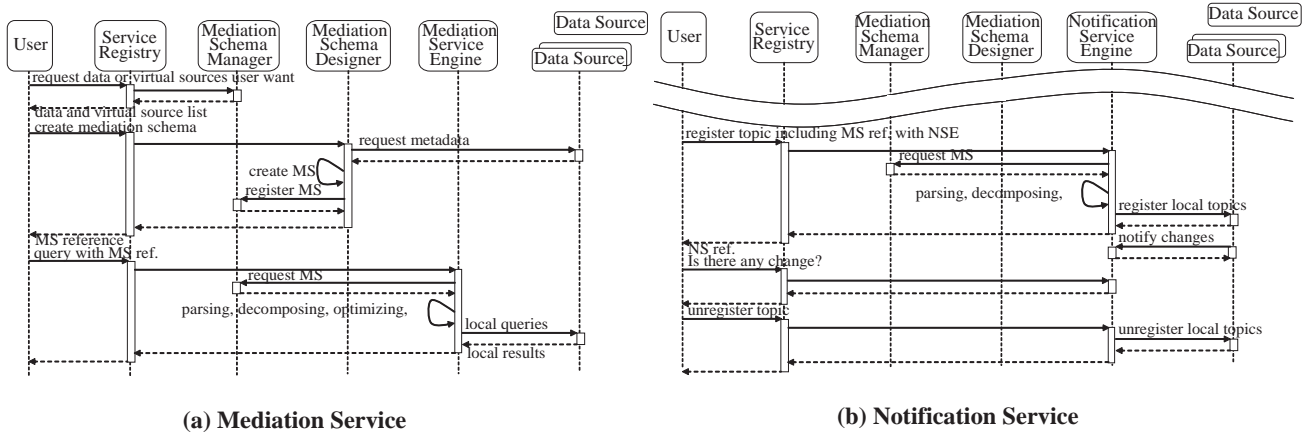 Data Source
User
Service
Registry
Mediation
Schema
Manager
Mediation
Schema
Designer
Mediation
Service
Engine
Data Source
request data or virtual sources user want
data and virtual source list
create mediation schema
request metadata
create MS
register MS
MS reference
query with MS ref.
request MS
parsing, decomposing, optimizing,
local queries
local results
(a) Mediation Service
Data Source
User
Service
Registry
Mediation
Schema
Manager
Mediation
Schema
Designer
Notification
Service
Engine
Data Source
register topic including MS ref. with NSE
request MS
parsing, decomposing,
register local topics
NS ref.
notify changes
Is there any change?
unregister topic
unregister local topics
(b) Notification Service